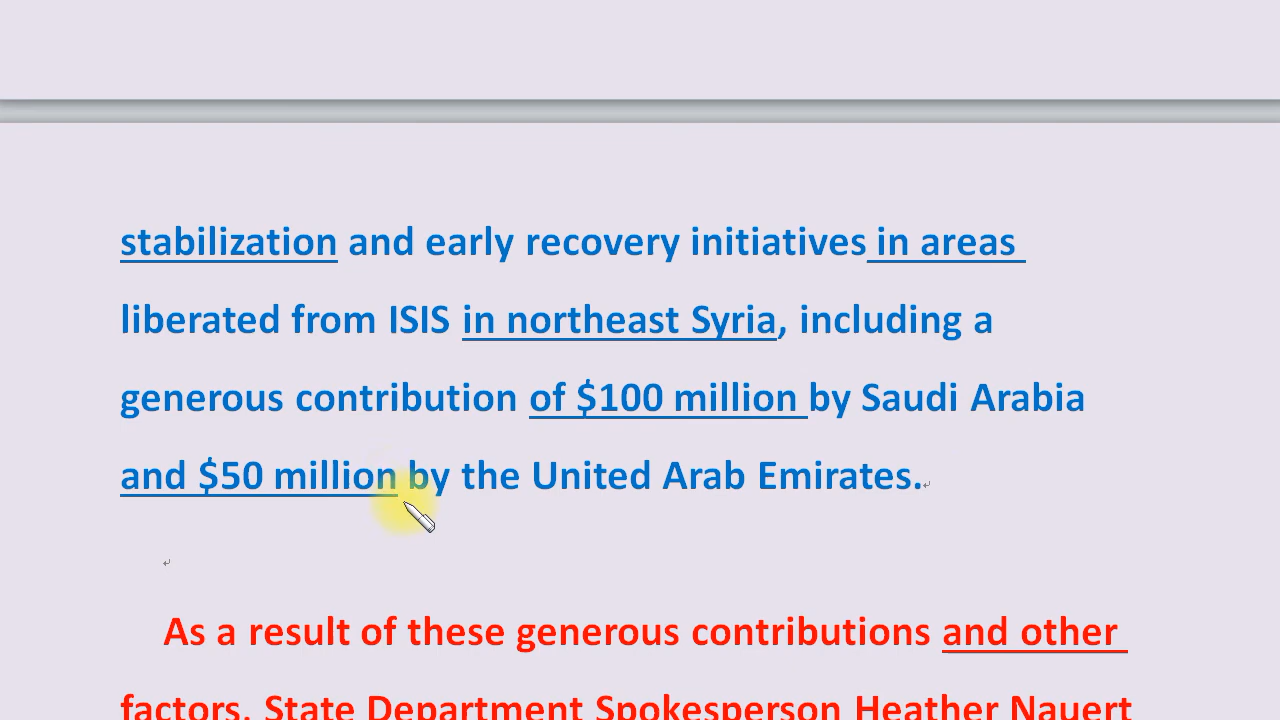 stabilization and early recovery initiatives in areas
liberated from ISIS in northeast Syria, including a
generous contribution of $100 million by Saudi Arabia
and $50 million by the United Arab Emirates.
As a result of these generous contributions and other
factors, State Department Spokesperson Heather Nauert